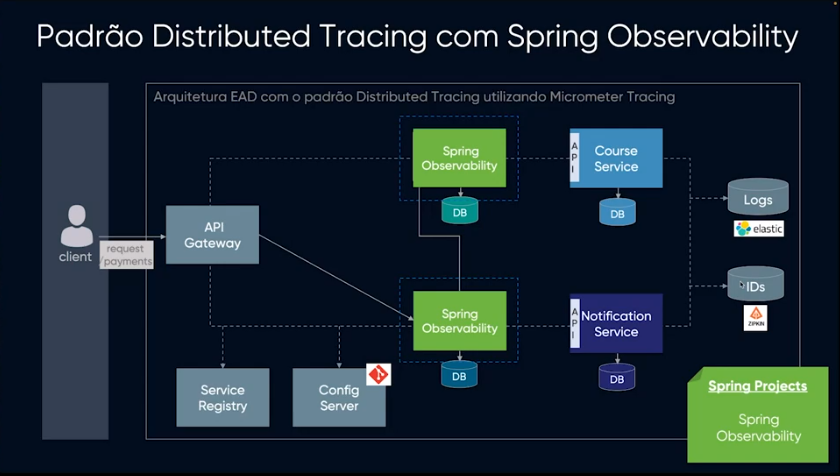 Padrão Distributed Tracing com Spring Observability
Arquitetura EAD com o padrão Distributed Tracing utilizando Micrometer Tracing
client
request
/payments
API
Gateway
Spring
Observability
DB
API
Course
Service
DB
Logs
elastic
Spring
Observability
DB
API
Notification
Service
DB
IDs
ZIPKIN
Service
Registry
Config
Server
Spring Projects
Spring
Observability